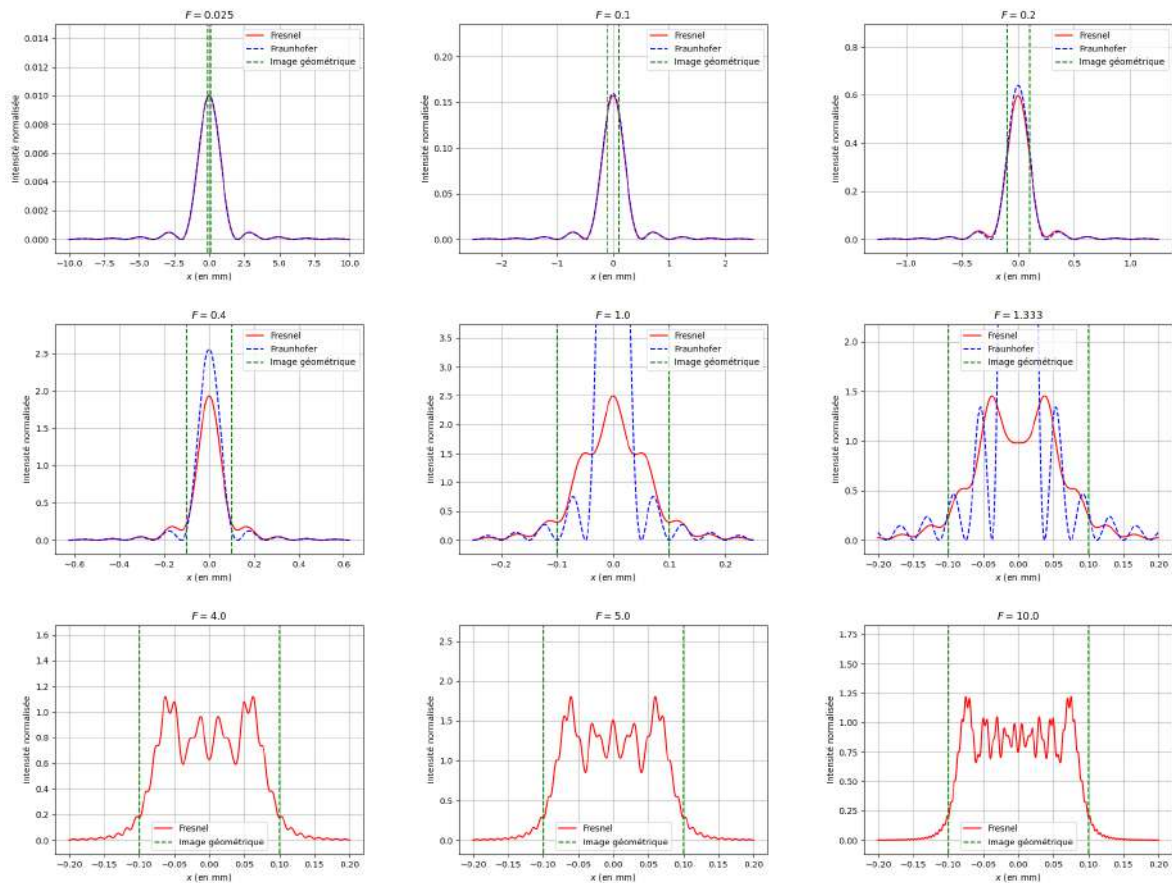 F = 0.025
0.014
0.012
0.010
0.008
0.006
0.004
0.002
0.000
Intensité normalisée
Fresnel
Fraunhofer
Image géométrique
−10.0 −7.5 −5.0 −2.5 0.0 2.5 5.0 7.5 10.0
x (en mm)
F = 0.1
0.20
0.15
0.10
0.05
0.00
Intensité normalisée
Fresnel
Fraunhofer
Image géométrique
−2 −1 0 1 2
x (en mm)
F = 0.2
0.8
0.6
0.4
0.2
0.0
Intensité normalisée
Fresnel
Fraunhofer
Image géométrique
−1.0 −0.5 0.0 0.5 1.0
x (en mm)
F = 0.4
2.5
2.0
1.5
1.0
0.5
0.0
Intensité normalisée
Fresnel
Fraunhofer
Image géométrique
−0.6 −0.4 −0.2 0.0 0.2 0.4 0.6
x (en mm)
F = 1.0
3.5
3.0
2.5
2.0
1.5
1.0
0.5
0.0
Intensité normalisée
Fresnel
Fraunhofer
Image géométrique
−0.2 −0.1 0.0 0.1 0.2
x (en mm)
F = 1.333
2.0
1.5
1.0
0.5
0.0
Intensité normalisée
Fresnel
Fraunhofer
Image géométrique
−0.20 −0.15 −0.10 −0.05 0.00 0.05 0.10 0.15 0.20
x (en mm)
F = 4.0
1.6
1.4
1.2
1.0
0.8
0.6
0.4
0.2
0.0
Intensité normalisée
Fresnel
Image géométrique
−0.20 −0.15 −0.10 −0.05 0.00 0.05 0.10 0.15 0.20
x (en mm)
F = 5.0
2.5
2.0
1.5
1.0
0.5
0.0
Intensité normalisée
Fresnel
Image géométrique
−0.20 −0.15 −0.10 −0.05 0.00 0.05 0.10 0.15 0.20
x (en mm)
F = 10.0
1.75
1.50
1.25
1.00
0.75
0.50
0.25
0.00
Intensité normalisée
Fresnel
Image géométrique
−0.20 −0.15 −0.10 −0.05 0.00 0.05 0.10 0.15 0.20
x (en mm)